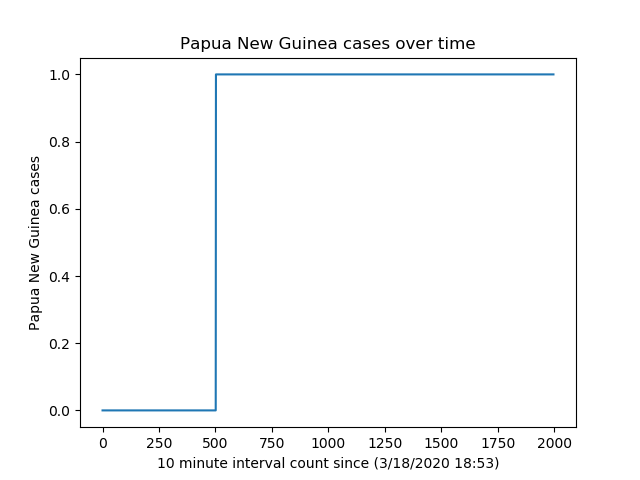 Papua New Guinea cases over time
Papua New Guinea cases
1.0
0.8
0.6
0.4
0.2
0.0
0 250 500 750 1000 1250 1500 1750 2000
10 minute interval count since (3/18/2020 18:53)